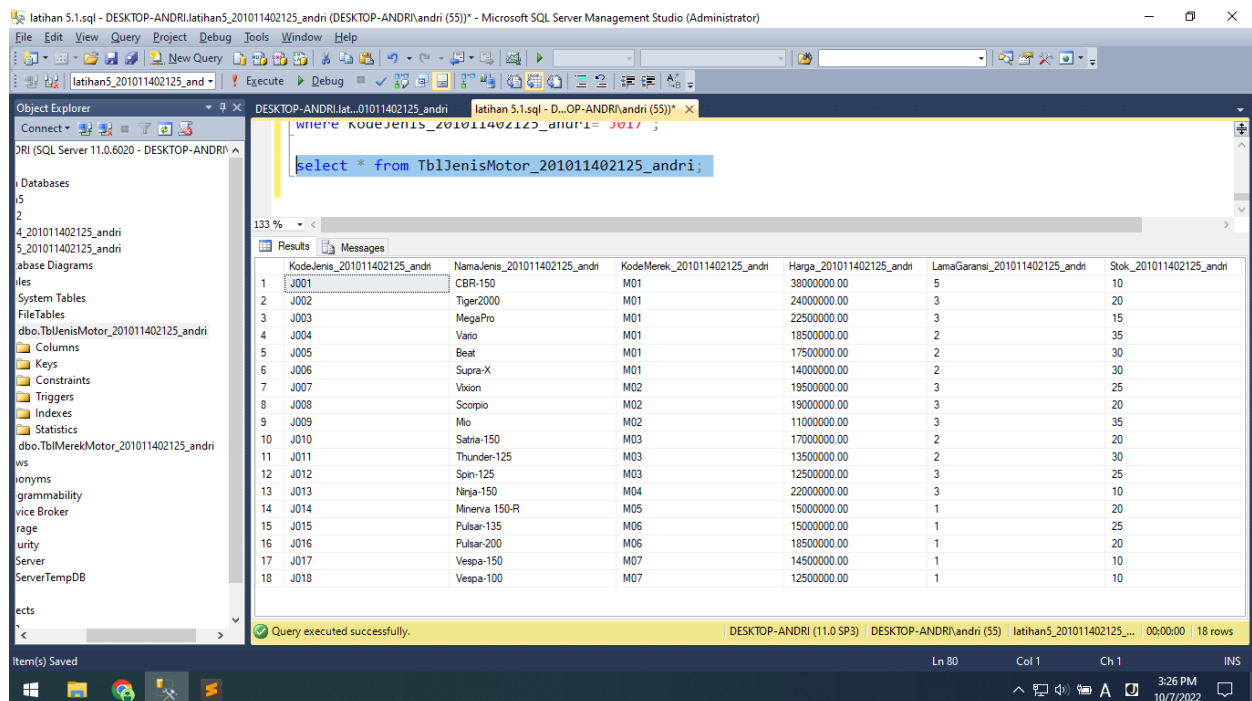 latihan 5.1.sql - DESKTOP-ANDRI.latihan5_201011402125_andri (DESKTOP-ANDRI\andri (55))* - Microsoft SQL Server Management Studio (Administrator)
File Edit View Query Project Debug Tools Window Help
New Query
latihan5_201011402125_and Execute Debug
Object Explorer
Connect
DRI (SQL Server 11.0.6020 - DESKTOP-ANDRI\
Databases
5
2
4_201011402125_andri
5_201011402125_andri
abase Diagrams
les
System Tables
FileTables
dbo.TblJenisMotor_201011402125_andri
Columns
Keys
Constraints
Triggers
Indexes
Statistics
dbo.TblMerekMotor_201011402125_andri
ws
onyms
grammability
vice Broker
rage
urity
Server
ServerTempDB
ects
DESKTOP-ANDRI.lat...01011402125_andri latihan 5.1.sql - D...OP-ANDRI\andri (55))*
where KodeJenis_201011402125_andri='J017';
select * from TblJenisMotor_201011402125_andri;
133 %
Results Messages
KodeJenis_201011402125_andri NamaJenis_201011402125_andri KodeMerek_201011402125_andri Harga_201011402125_andri LamaGaransi_201011402125_andri Stok_201011402125_andri
1 J001 CBR-150 M01 38000000.00 5 10
2 J002 Tiger2000 M01 24000000.00 3 20
3 J003 MegaPro M01 22500000.00 3 15
4 J004 Vario M01 18500000.00 2 35
5 J005 Beat M01 17500000.00 2 30
6 J006 Supra-X M01 14000000.00 2 30
7 J007 Vixion M02 19500000.00 3 25
8 J008 Scorpio M02 19000000.00 3 20
9 J009 Mio M02 11000000.00 3 35
10 J010 Satria-150 M03 17000000.00 2 20
11 J011 Thunder-125 M03 13500000.00 2 30
12 J012 Spin-125 M03 12500000.00 3 25
13 J013 Ninja-150 M04 22000000.00 3 10
14 J014 Minerva 150-R M05 15000000.00 1 20
15 J015 Pulsar-135 M06 15000000.00 1 25
16 J016 Pulsar-200 M06 18500000.00 1 20
17 J017 Vespa-150 M07 14500000.00 1 10
18 J018 Vespa-100 M07 12500000.00 1 10
Query executed successfully. DESKTOP-ANDRI (11.0 SP3) DESKTOP-ANDRI\andri (55) latihan5_201011402125_... 00:00:00 18 rows
Item(s) Saved Ln 80 Col 1 Ch 1 INS
A J 3:26 PM
10/7/2022